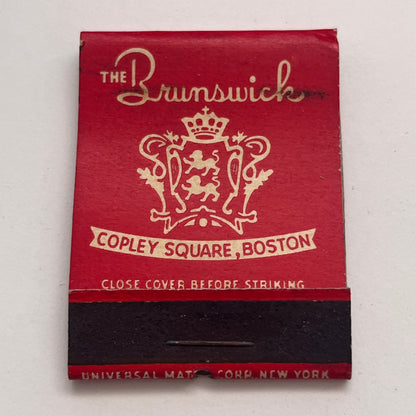 THE Brunswick
COPLEY SQUARE, BOSTON
CLOSE COVER BEFORE STRIKING
UNIVERSAL MATCH CORP. NEW YORK